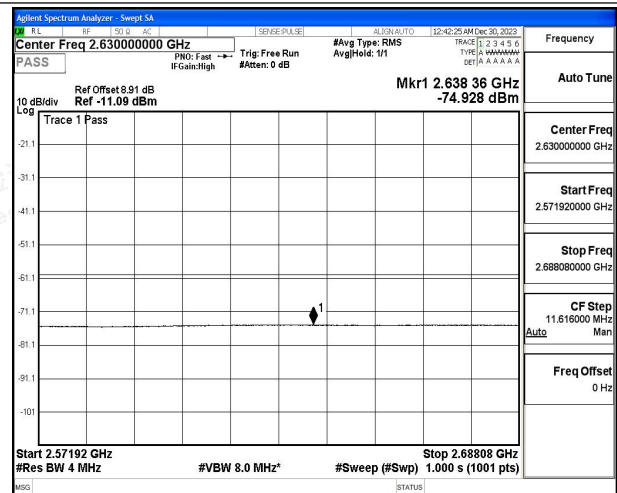 Agilent Spectrum Analyzer - Swept SA
RL RF 50 Ω AC SENSE:PULSE ALIGN AUTO 12:42:25 AM Dec 30, 2023
Center Freq 2.630000000 GHz #Avg Type: RMS TRACE 1 2 3 4 5 6
PASS PNO: Fast Trig: Free Run Avg|Hold: 1/1 TYPE A WWWWW
IFGain:High #Atten: 0 dB DET A A A A A A
Mkr1 2.638 36 GHz
Ref Offset 8.91 dB
10 dB/div Ref -11.09 dBm -74.928 dBm
Log
Trace 1 Pass
-21.1
-31.1
-41.1
-51.1
-61.1
1
-71.1
-81.1
-91.1
-101
Start 2.57192 GHz Stop 2.68808 GHz
#Res BW 4 MHz #VBW 8.0 MHz* #Sweep (#Swp) 1.000 s (1001 pts)
MSG STATUS
Frequency
Auto Tune
Center Freq
2.630000000 GHz
Start Freq
2.571920000 GHz
Stop Freq
2.688080000 GHz
CF Step
11.616000 MHz
Auto Man
Freq Offset
0 Hz